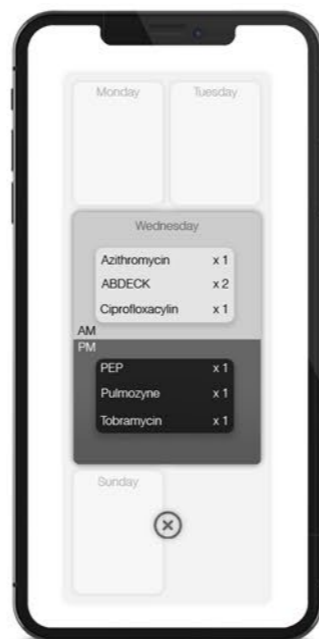 Monday Tuesday
Wednesday
Azithromycin x 1
ABDECK x 2
Ciprofloxacylin x 1
AM
PM
PEP x 1
Pulmozyne x 1
Tobramycin x 1
Sunday